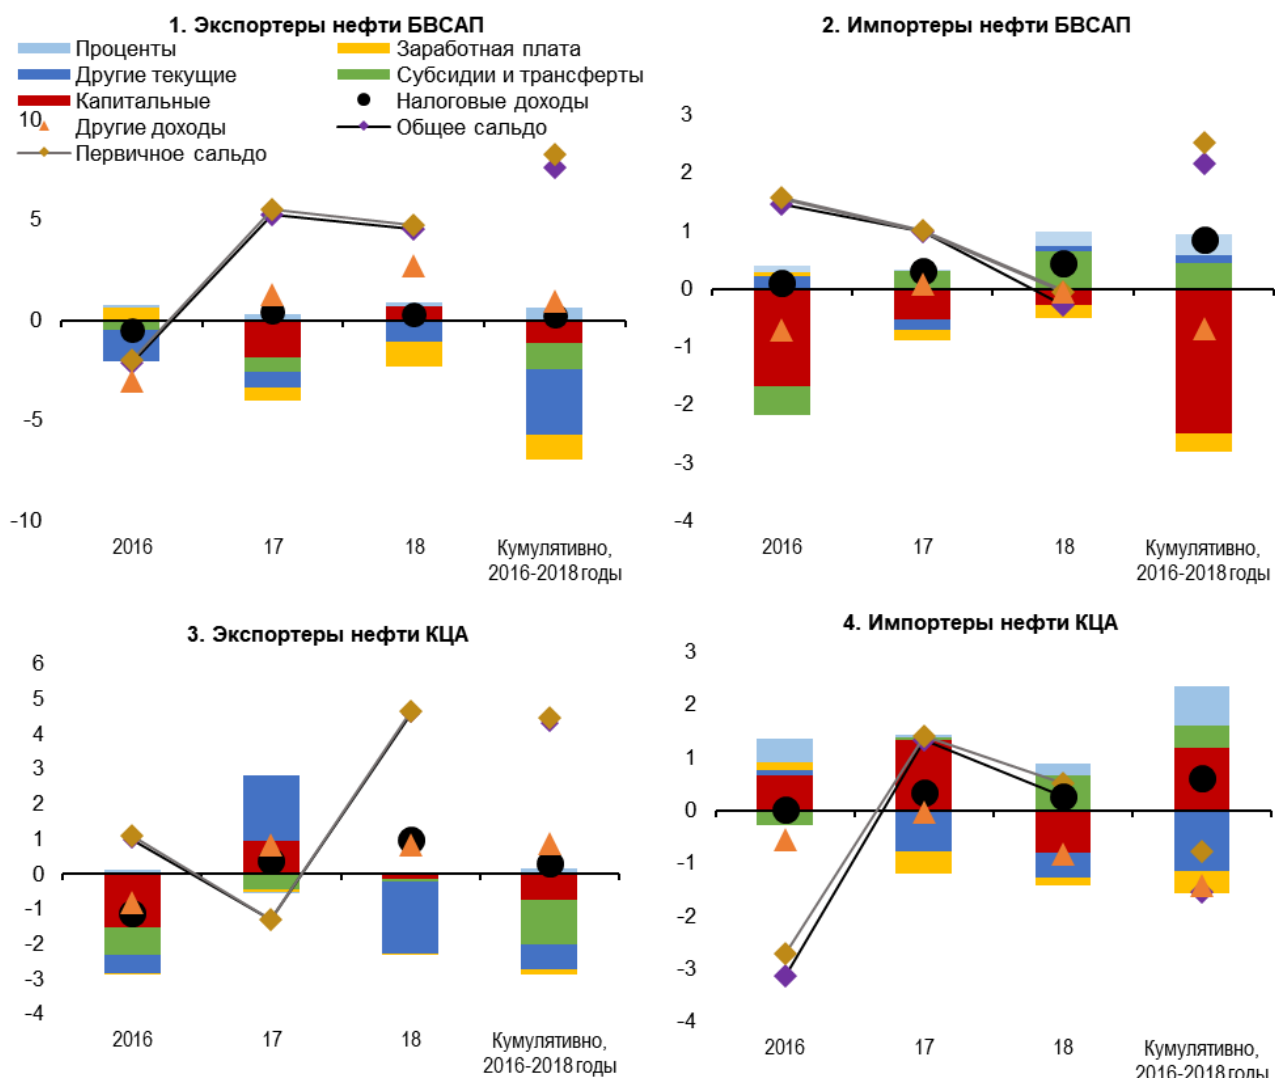 1. Экспортеры нефти БВСАП
Проценты
Заработная плата
Другие текущие
Субсидии и трансферты
Капитальные
Налоговые доходы
Другие доходы
Общее сальдо
Первичное сальдо
10
5
0
-5
-10
2016
17
18
Кумулятивно,
2016-2018 годы
2. Импортеры нефти БВСАП
3
2
1
0
-1
-2
-3
-4
2016
17
18
Кумулятивно,
2016-2018 годы
3. Экспортеры нефти КЦА
6
5
4
3
2
1
0
-1
-2
-3
-4
2016
17
18
Кумулятивно,
2016-2018 годы
4. Импортеры нефти КЦА
3
2
1
0
-1
-2
-3
-4
2016
17
18
Кумулятивно,
2016-2018 годы